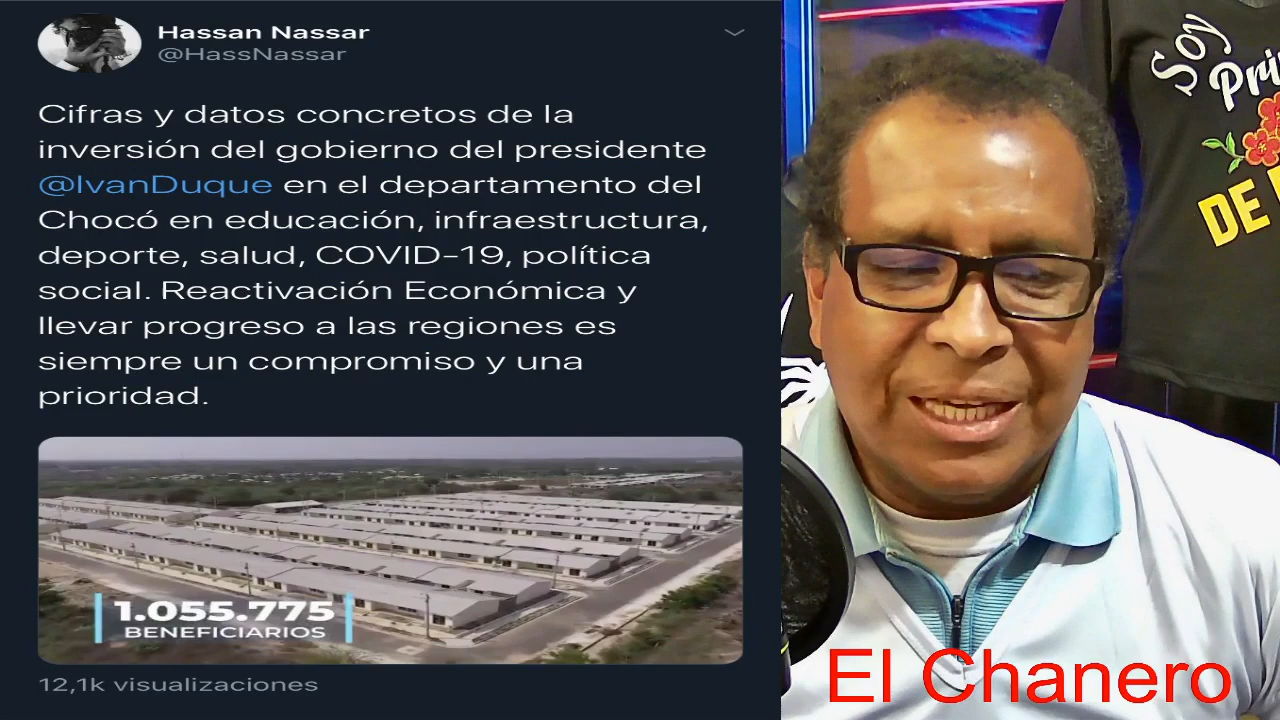 Hassan Nassar
@HassNassar
Cifras y datos concretos de la
inversión del gobierno del presidente
@IvanDuque en el departamento del
Chocó en educación, infraestructura,
deporte, salud, COVID-19, política
social. Reactivación Económica y
llevar progreso a las regiones es
siempre un compromiso y una
prioridad.
1.055.775
BENEFICIARIOS
12,1k visualizaciones
Soy
DE
El Chanero